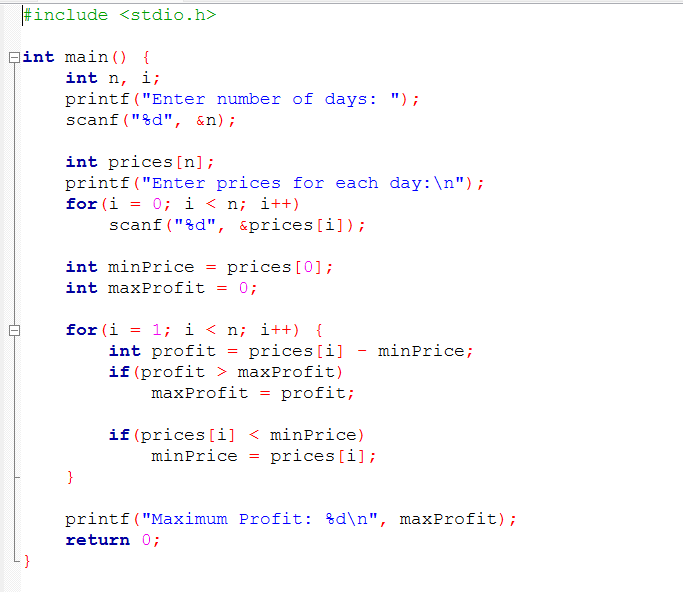 #include <stdio.h>

int main() {
    int n, i;
    printf("Enter number of days: ");
    scanf("%d", &n);

    int prices[n];
    printf("Enter prices for each day:\n");
    for(i = 0; i < n; i++)
        scanf("%d", &prices[i]);

    int minPrice = prices[0];
    int maxProfit = 0;

    for(i = 1; i < n; i++) {
        int profit = prices[i] - minPrice;
        if(profit > maxProfit)
            maxProfit = profit;

        if(prices[i] < minPrice)
            minPrice = prices[i];
    }

    printf("Maximum Profit: %d\n", maxProfit);
    return 0;
}